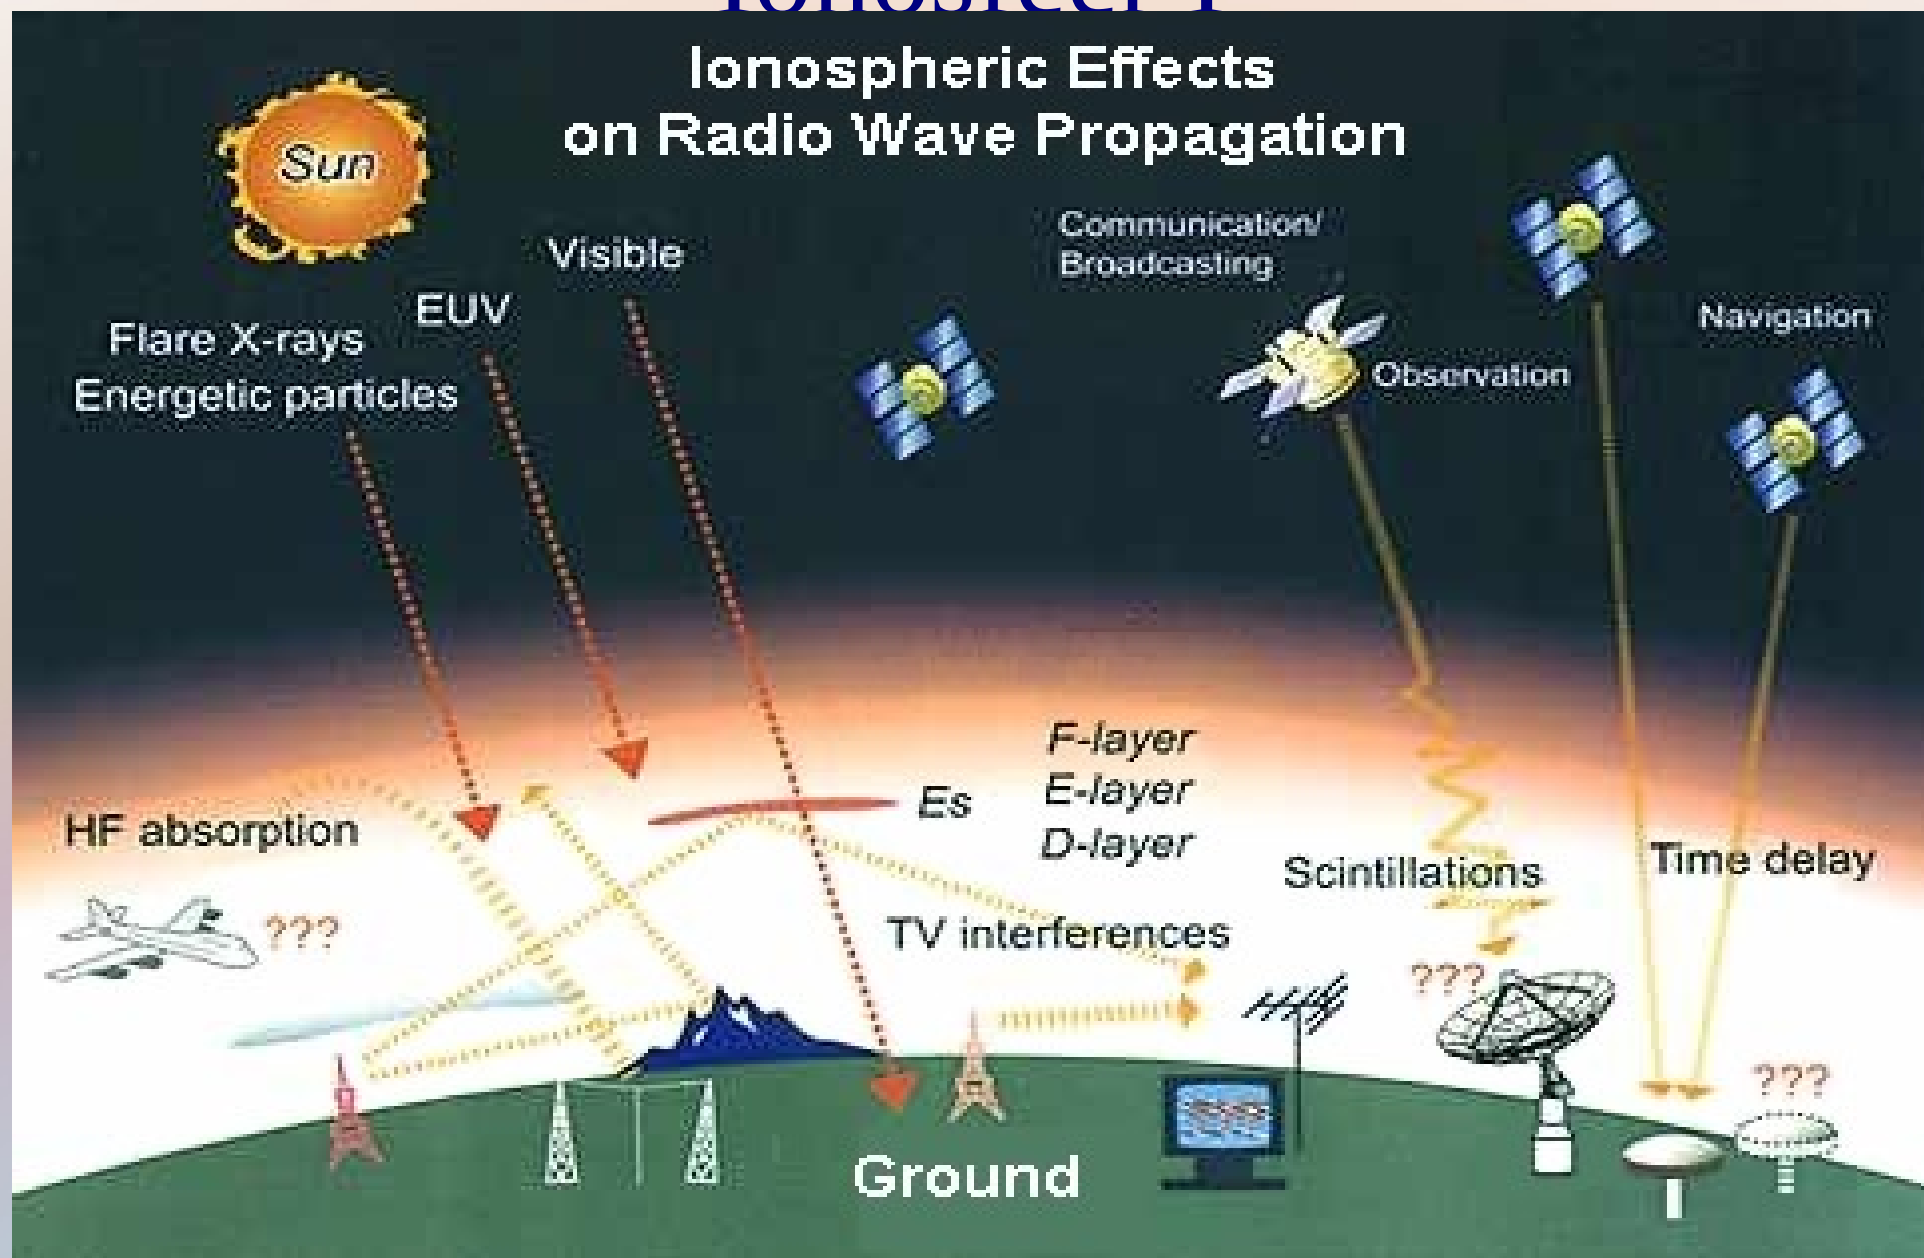 Ionospheric Effects
on Radio Wave Propagation
Sun
Visible
EUV
Flare X-rays
Energetic particles
Communication/
Broadcasting
Observation
Navigation
F-layer
E-layer
D-layer
Es
HF absorption
???
TV interferences
Scintillations
Time delay
???
???
Ground